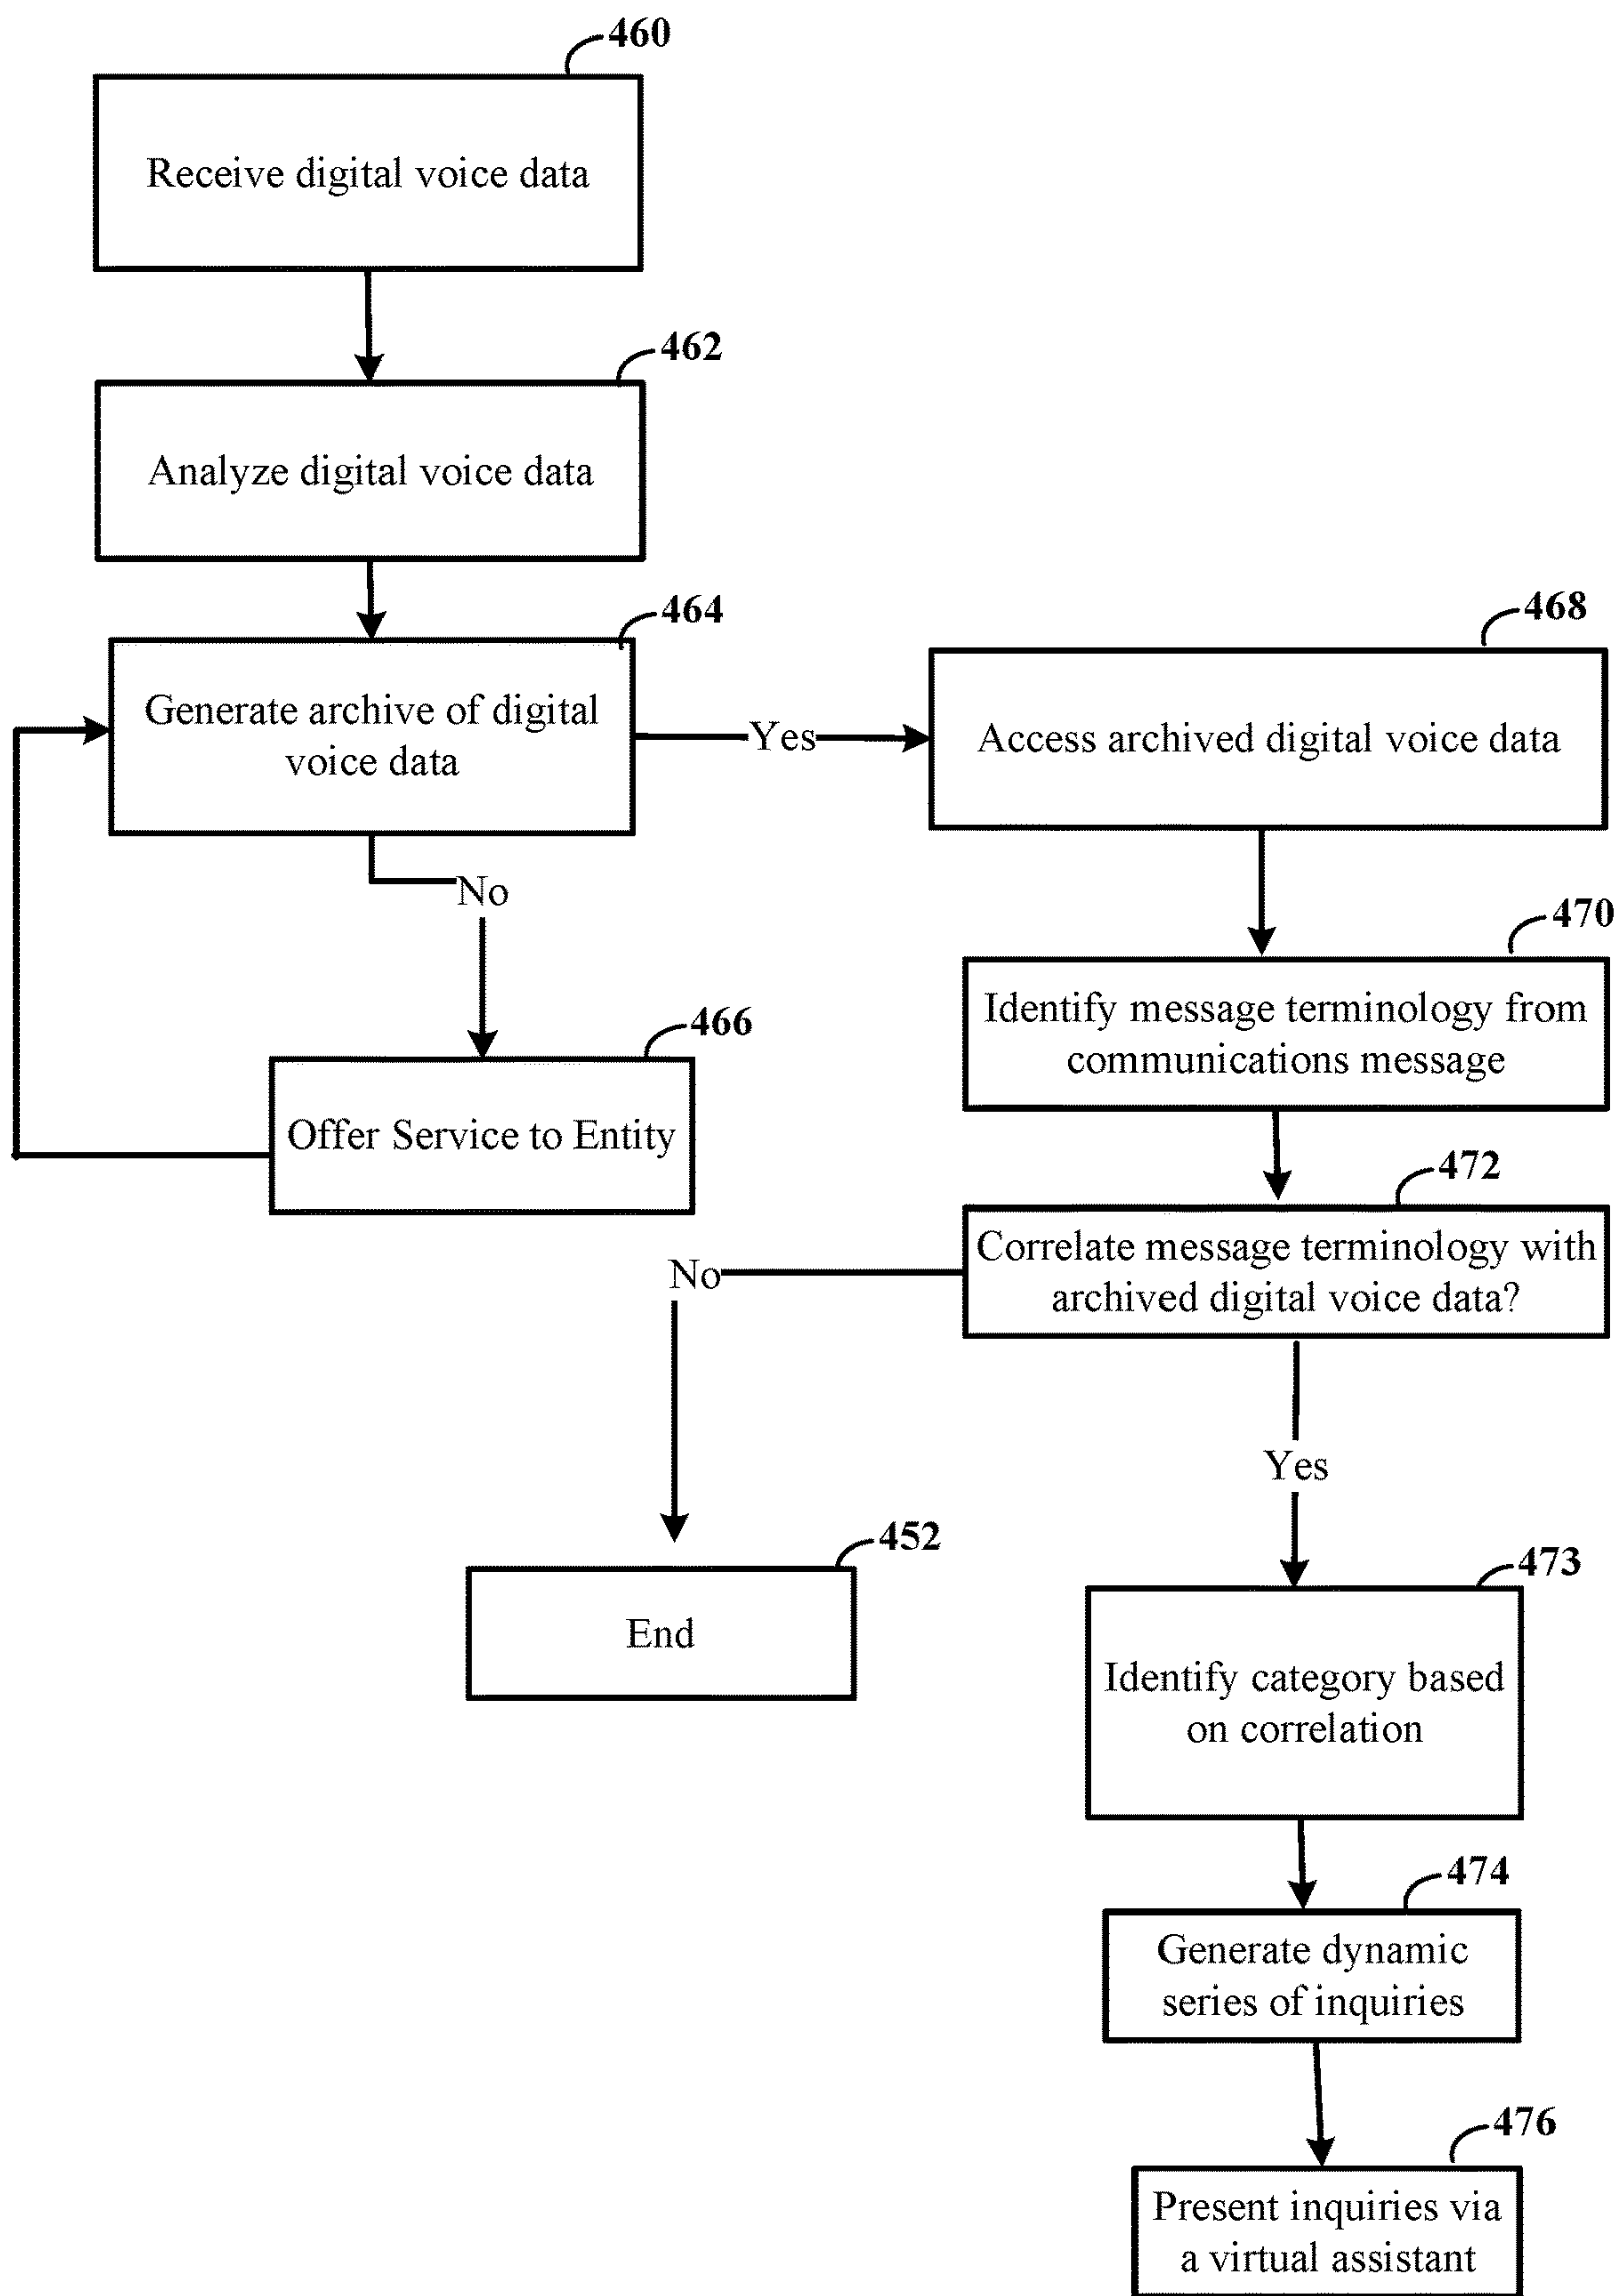 460
Receive digital voice data
462
Analyze digital voice data
464
Generate archive of digital
voice data
Yes
468
Access archived digital voice data
No
466
Offer Service to Entity
470
Identify message terminology from
communications message
472
Correlate message terminology with
archived digital voice data?
No
452
End
Yes
473
Identify category based
on correlation
474
Generate dynamic
series of inquiries
476
Present inquiries via
a virtual assistant